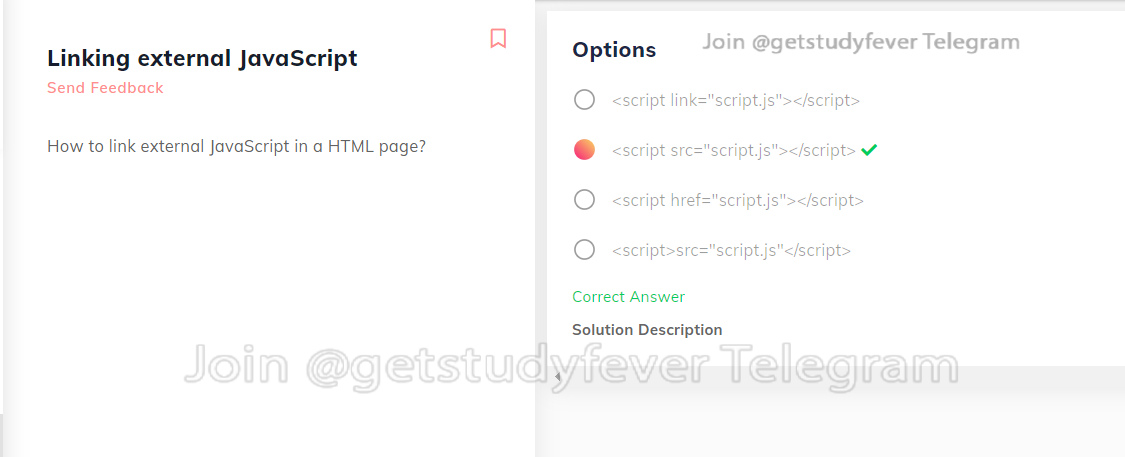 Linking external JavaScript
Send Feedback
How to link external JavaScript in a HTML page?
Join @getstudyfever Telegram
Options
<script link="script.js"></script>
<script src="script.js"></script>
<script href="script.js"></script>
<script>src="script.js"</script>
Correct Answer
Solution Description
Join @getstudyfever Telegram